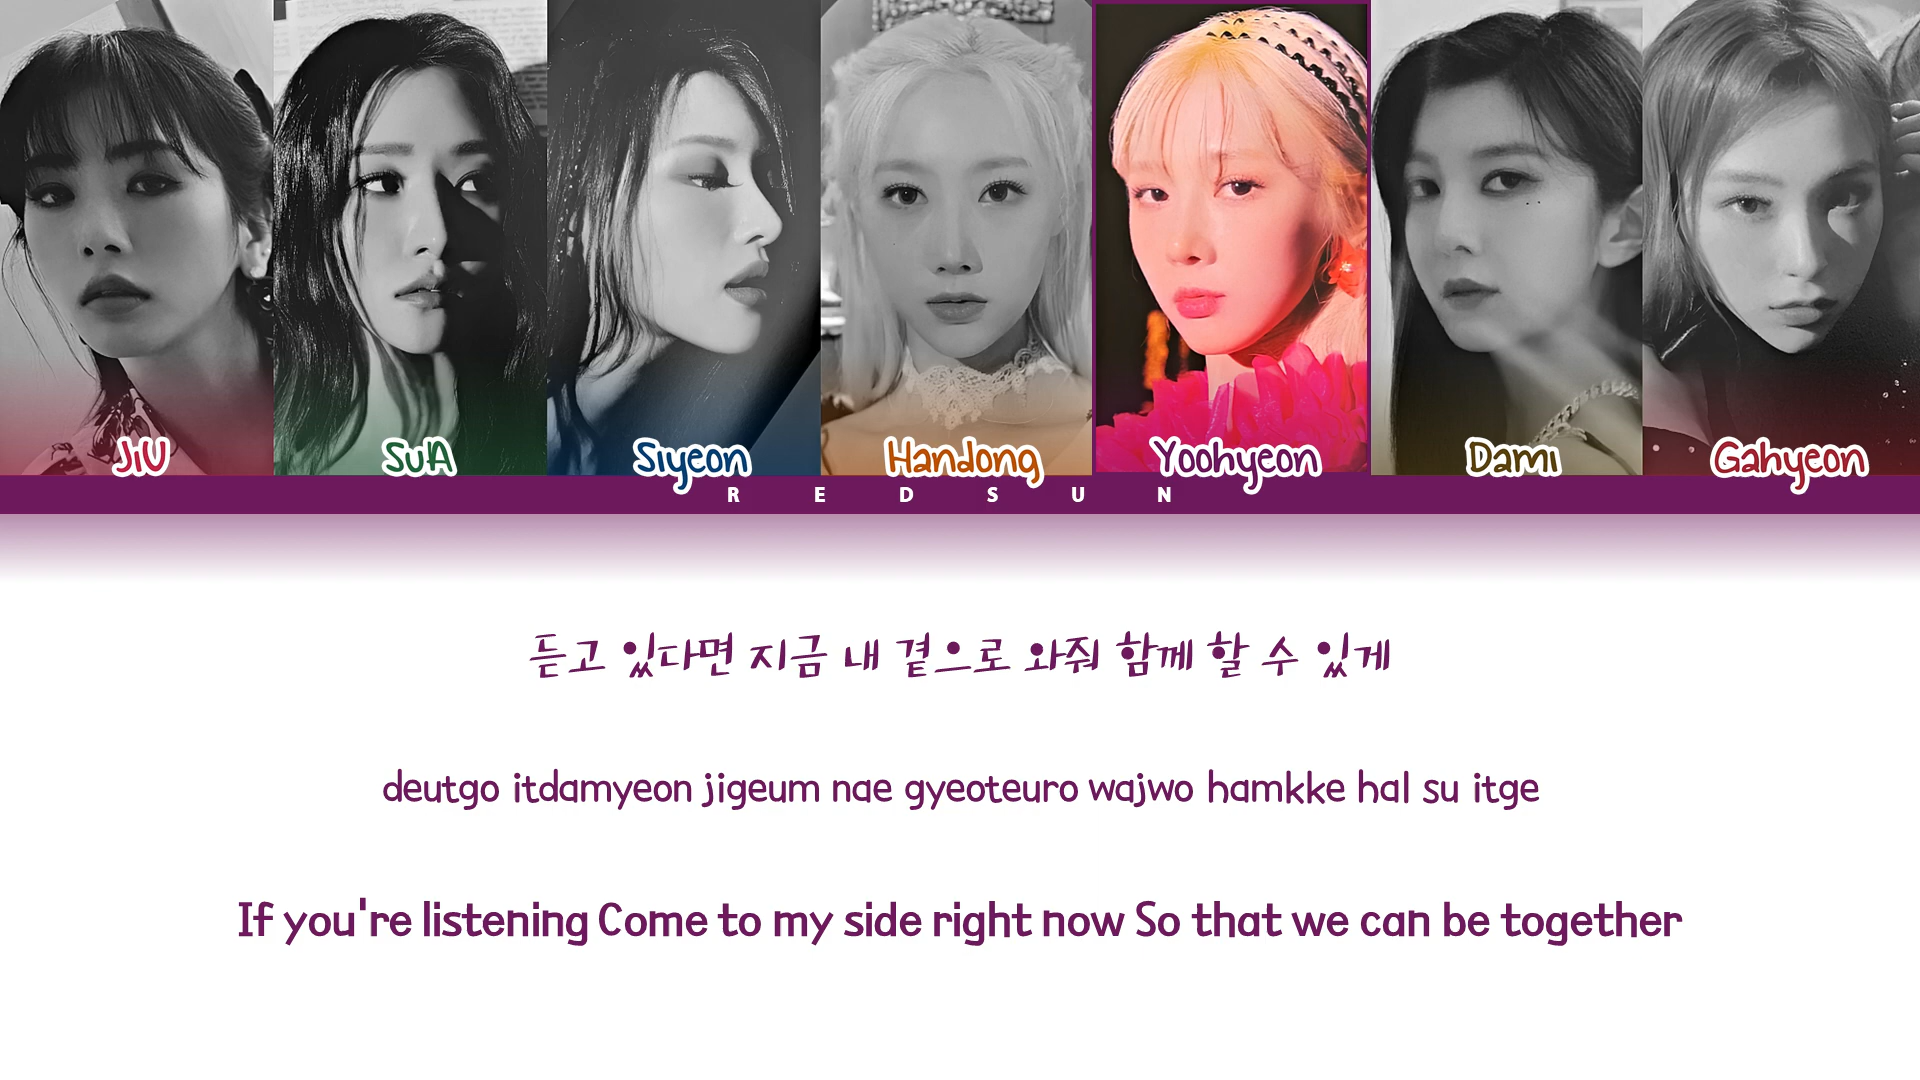 JiU SuA Siyeon Handong Yoohyeon Dami Gahyeon
R E D S U N
듣고 있다면 지금 내 곁으로 와줘 함께 할 수 있게
deutgo itdamyeon jigeum nae gyeoteuro wajwo hamkke hal su itge
If you're listening Come to my side right now So that we can be together